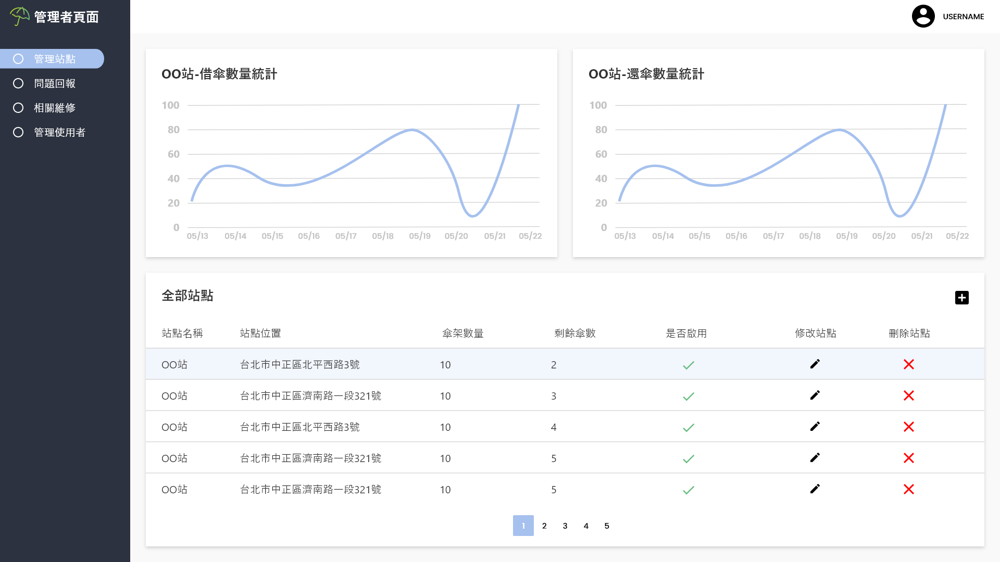 管理者頁面
USERNAME
管理站點
問題回報
相關維修
管理使用者
OO站-借傘數量統計
100
80
60
40
20
0
05/13 05/14 05/15 05/16 05/17 05/18 05/19 05/20 05/21 05/22
OO站-還傘數量統計
100
80
60
40
20
0
05/13 05/14 05/15 05/16 05/17 05/18 05/19 05/20 05/21 05/22
全部站點
站點名稱 站點位置 傘架數量 剩餘傘數 是否啟用 修改站點 刪除站點
OO站 台北市中正區北平西路3號 10 2
OO站 台北市中正區濟南路一段321號 10 3
OO站 台北市中正區北平西路3號 10 4
OO站 台北市中正區濟南路一段321號 10 5
OO站 台北市中正區濟南路一段321號 10 5
1 2 3 4 5